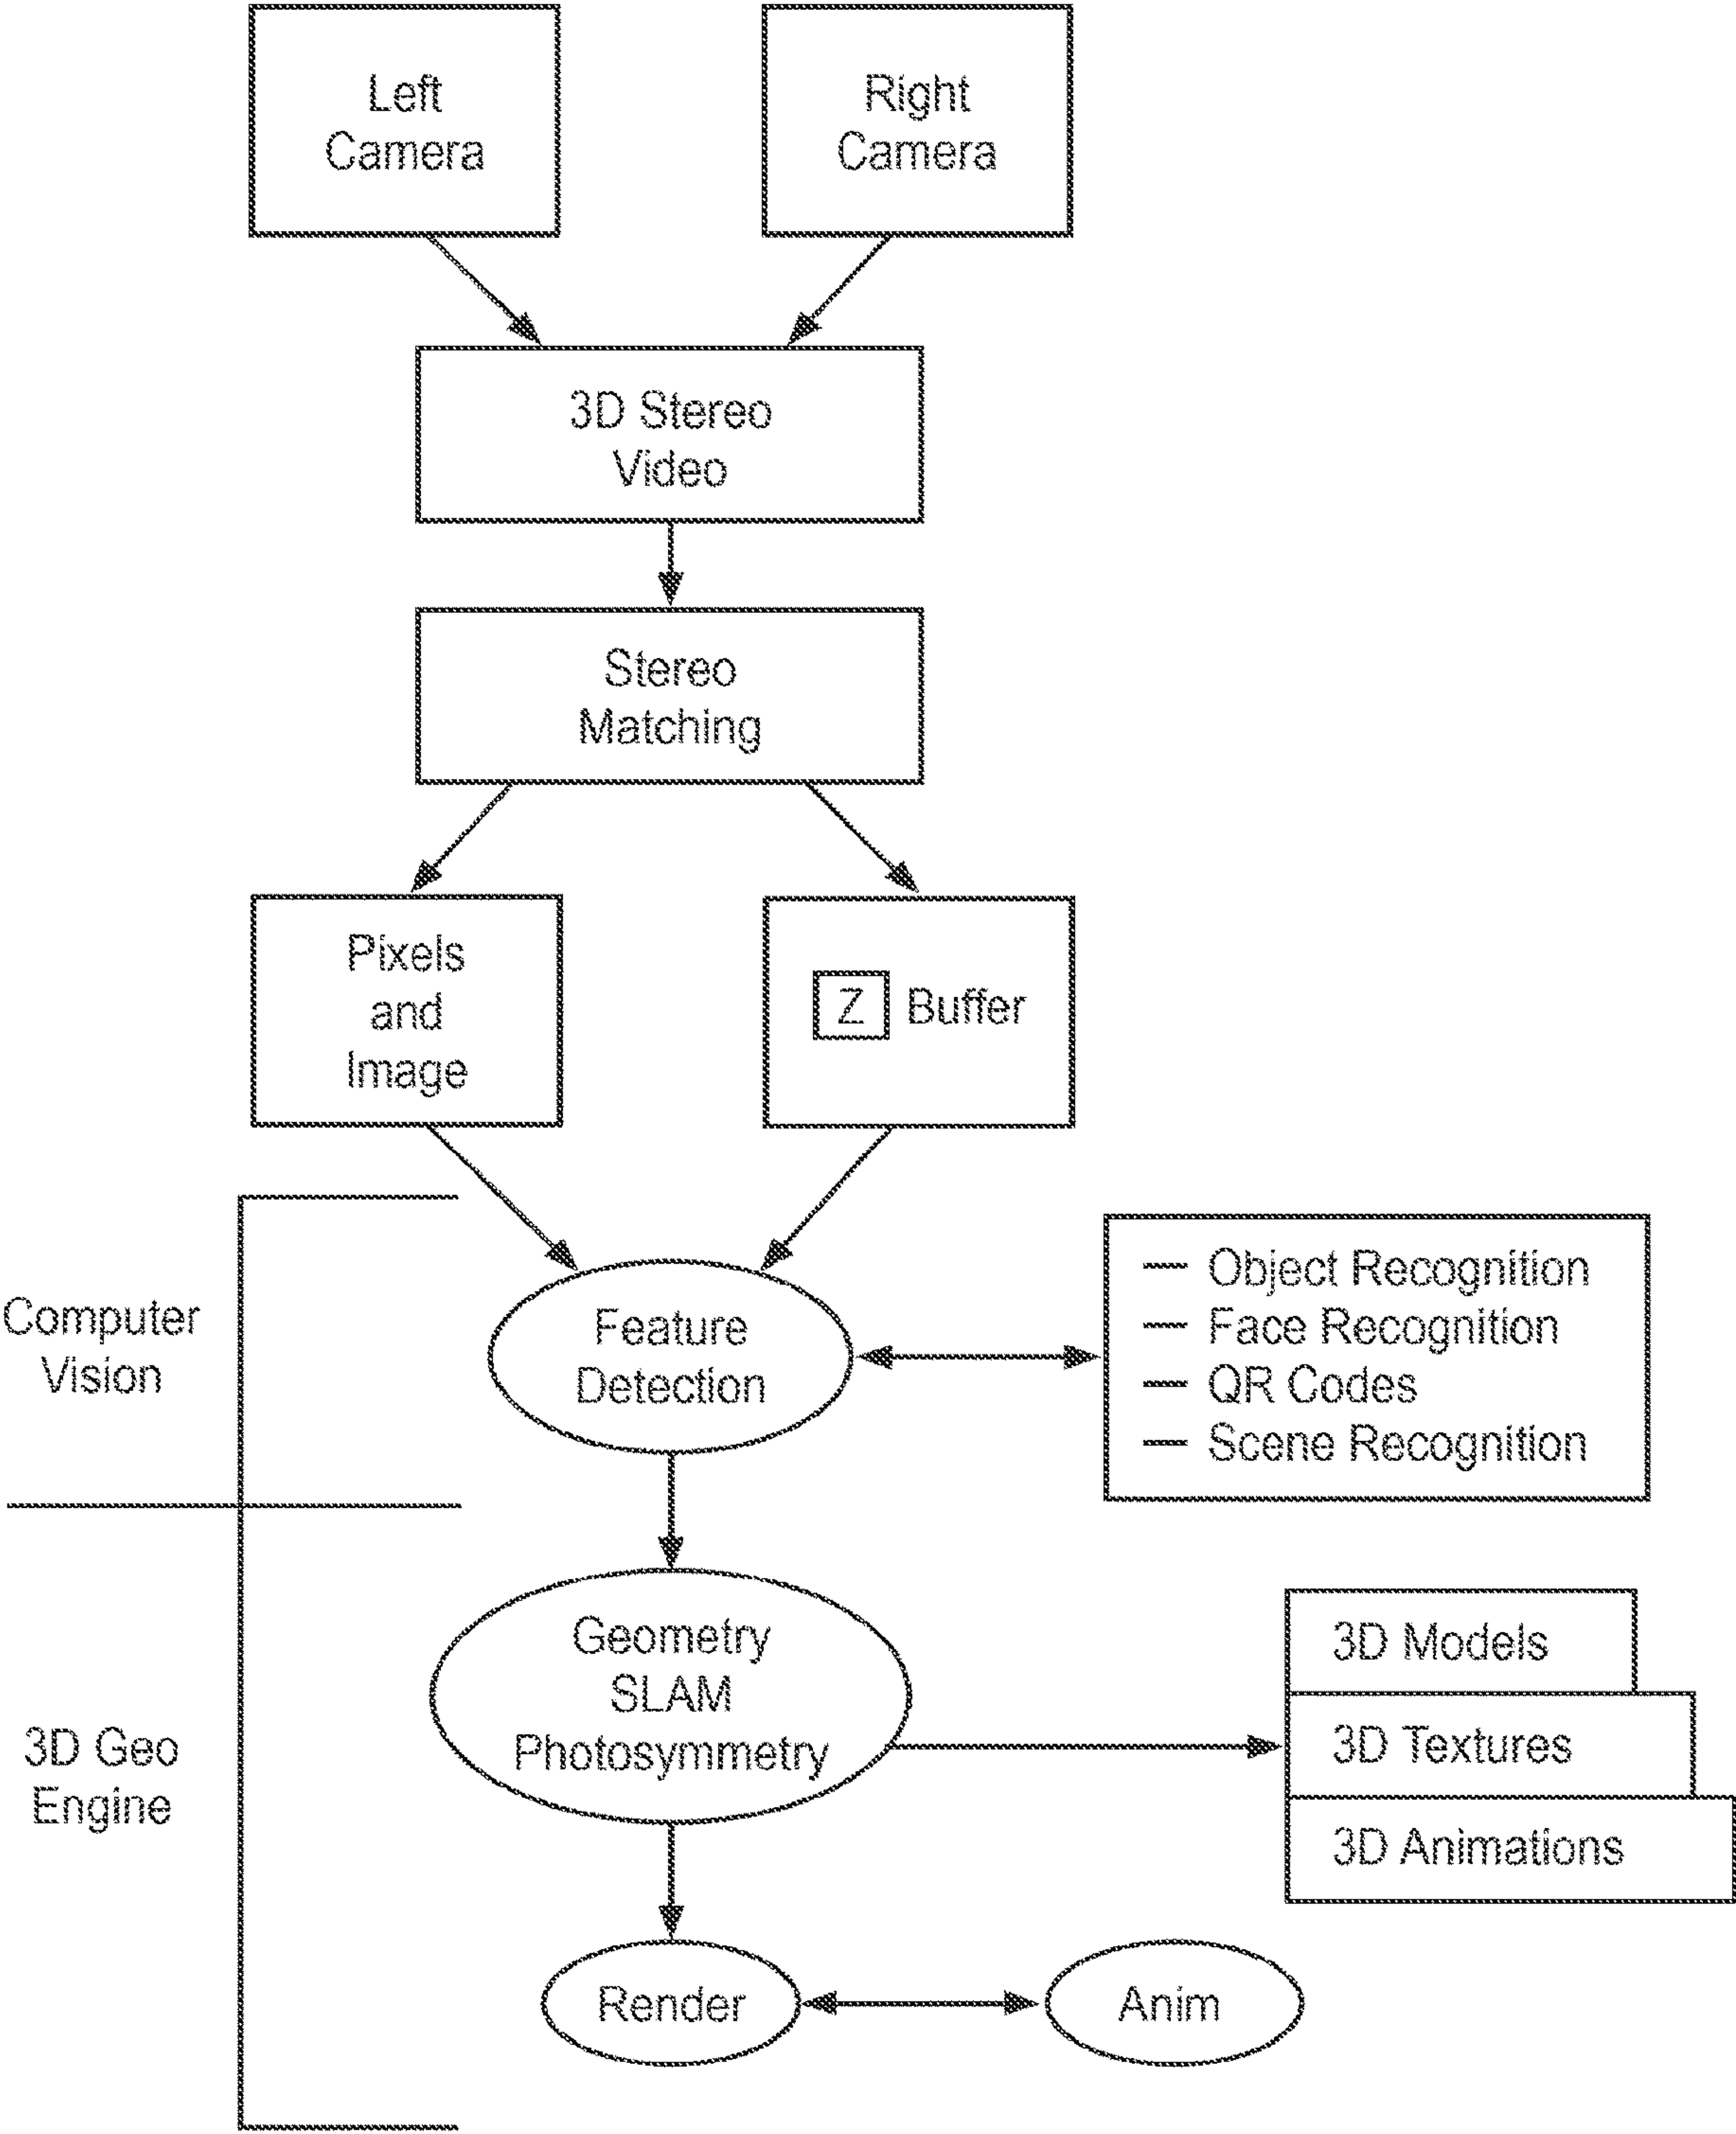 Left
Camera
Right
Camera
3D Stereo
Video
Stereo
Matching
Pixels
and
Image
Z Buffer
Computer
Vision
Feature
Detection
— Object Recognition
— Face Recognition
— QR Codes
— Scene Recognition
3D Geo
Engine
Geometry
SLAM
Photosymmetry
3D Models
3D Textures
3D Animations
Render
Anim